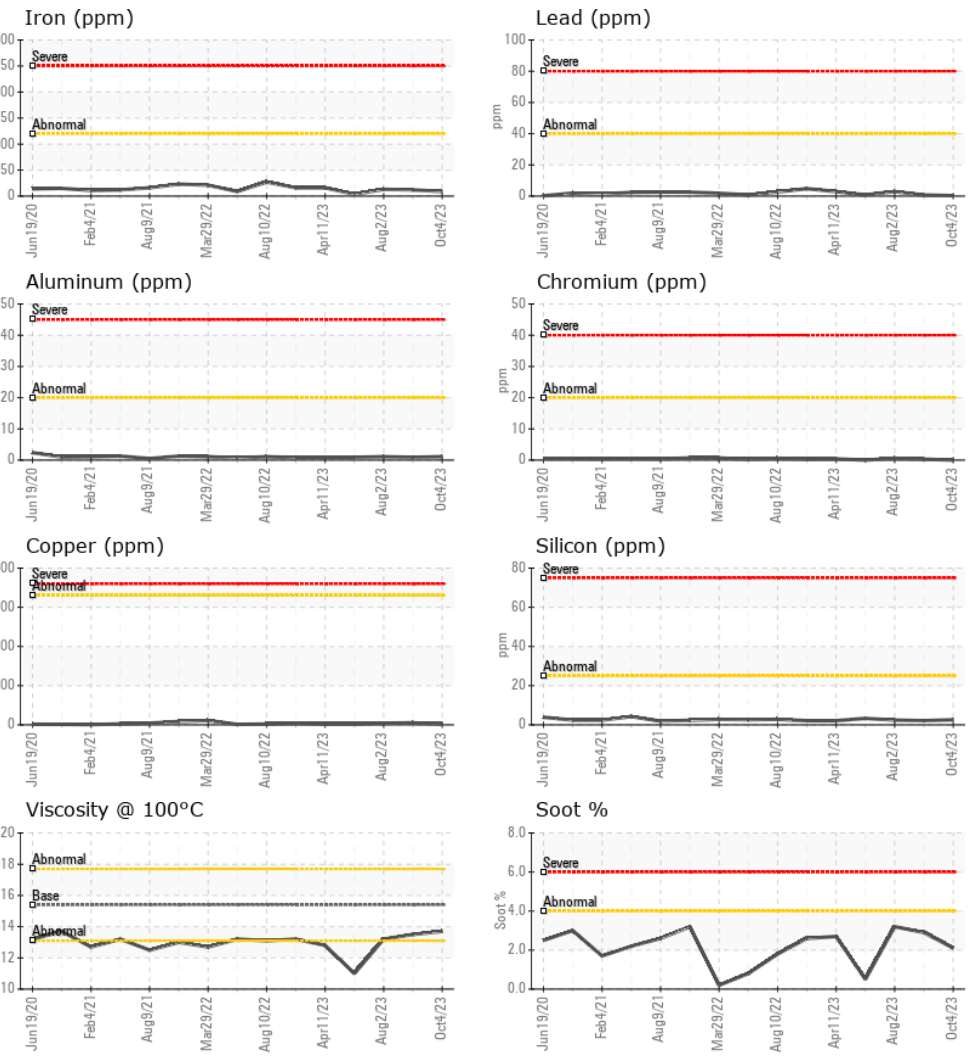 Iron (ppm)
00
50
00
50
00
50
0
Severe
Abnormal
Jun19/20
Feb4/21
Aug9/21
Mar29/22
Aug10/22
Apr11/23
Aug2/23
Oct4/23
Lead (ppm)
ppm
100
80
60
40
20
0
Severe
Abnormal
Jun19/20
Feb4/21
Aug9/21
Mar29/22
Aug10/22
Apr11/23
Aug2/23
Oct4/23
Aluminum (ppm)
50
40
30
20
10
0
Severe
Abnormal
Jun19/20
Feb4/21
Aug9/21
Mar29/22
Aug10/22
Apr11/23
Aug2/23
Oct4/23
Chromium (ppm)
ppm
50
40
30
20
10
0
Severe
Abnormal
Jun19/20
Feb4/21
Aug9/21
Mar29/22
Aug10/22
Apr11/23
Aug2/23
Oct4/23
Copper (ppm)
00
00
00
00
0
Severe
Abnormal
Jun19/20
Feb4/21
Aug9/21
Mar29/22
Aug10/22
Apr11/23
Aug2/23
Oct4/23
Silicon (ppm)
ppm
80
60
40
20
0
Severe
Abnormal
Jun19/20
Feb4/21
Aug9/21
Mar29/22
Aug10/22
Apr11/23
Aug2/23
Oct4/23
Viscosity @ 100°C
20
18
16
14
12
10
Abnormal
Base
Abnormal
Jun19/20
Feb4/21
Aug9/21
Mar29/22
Aug10/22
Apr11/23
Aug2/23
Oct4/23
Soot %
Soot %
8.0
6.0
4.0
2.0
0.0
Severe
Abnormal
Jun19/20
Feb4/21
Aug9/21
Mar29/22
Aug10/22
Apr11/23
Aug2/23
Oct4/23